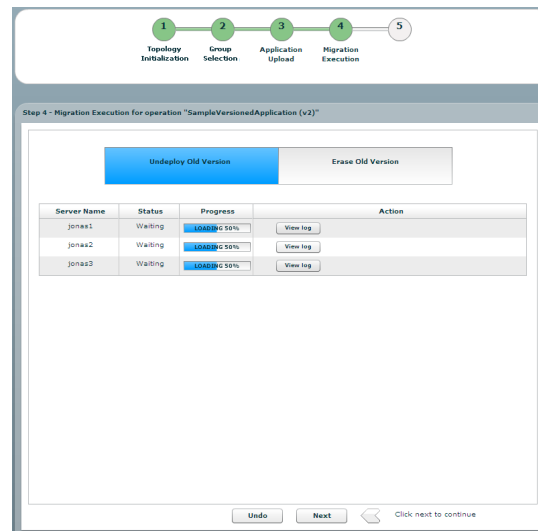 1 2 3 4 5
Topology Initialization Group Selection Application Upload Migration Execution
Step 4 - Migration Execution for operation "SampleVersionedApplication (v2)"
Undeploy Old Version Erase Old Version
Server Name Status Progress Action
jonas1 Waiting LOADING 50% View log
jonas2 Waiting LOADING 50% View log
jonas3 Waiting LOADING 50% View log
Undo Next Click next to continue